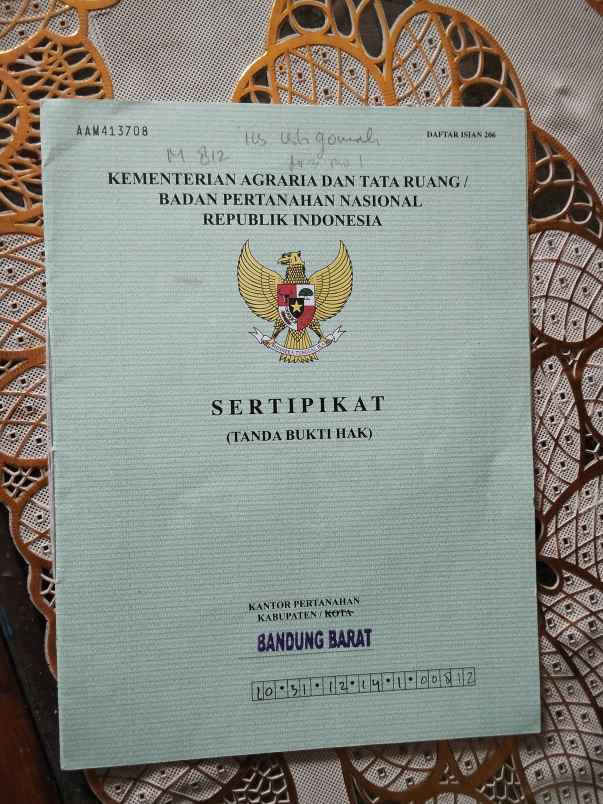 AAM413708
DAFTAR ISIAN 206
M 812
KEMENTERIAN AGRARIA DAN TATA RUANG /
BADAN PERTANAHAN NASIONAL
REPUBLIK INDONESIA
SERTIPIKAT
(TANDA BUKTI HAK)
KANTOR PERTANAHAN
KABUPATEN / KOTA
BANDUNG BARAT
10.31.12.14.1.00812